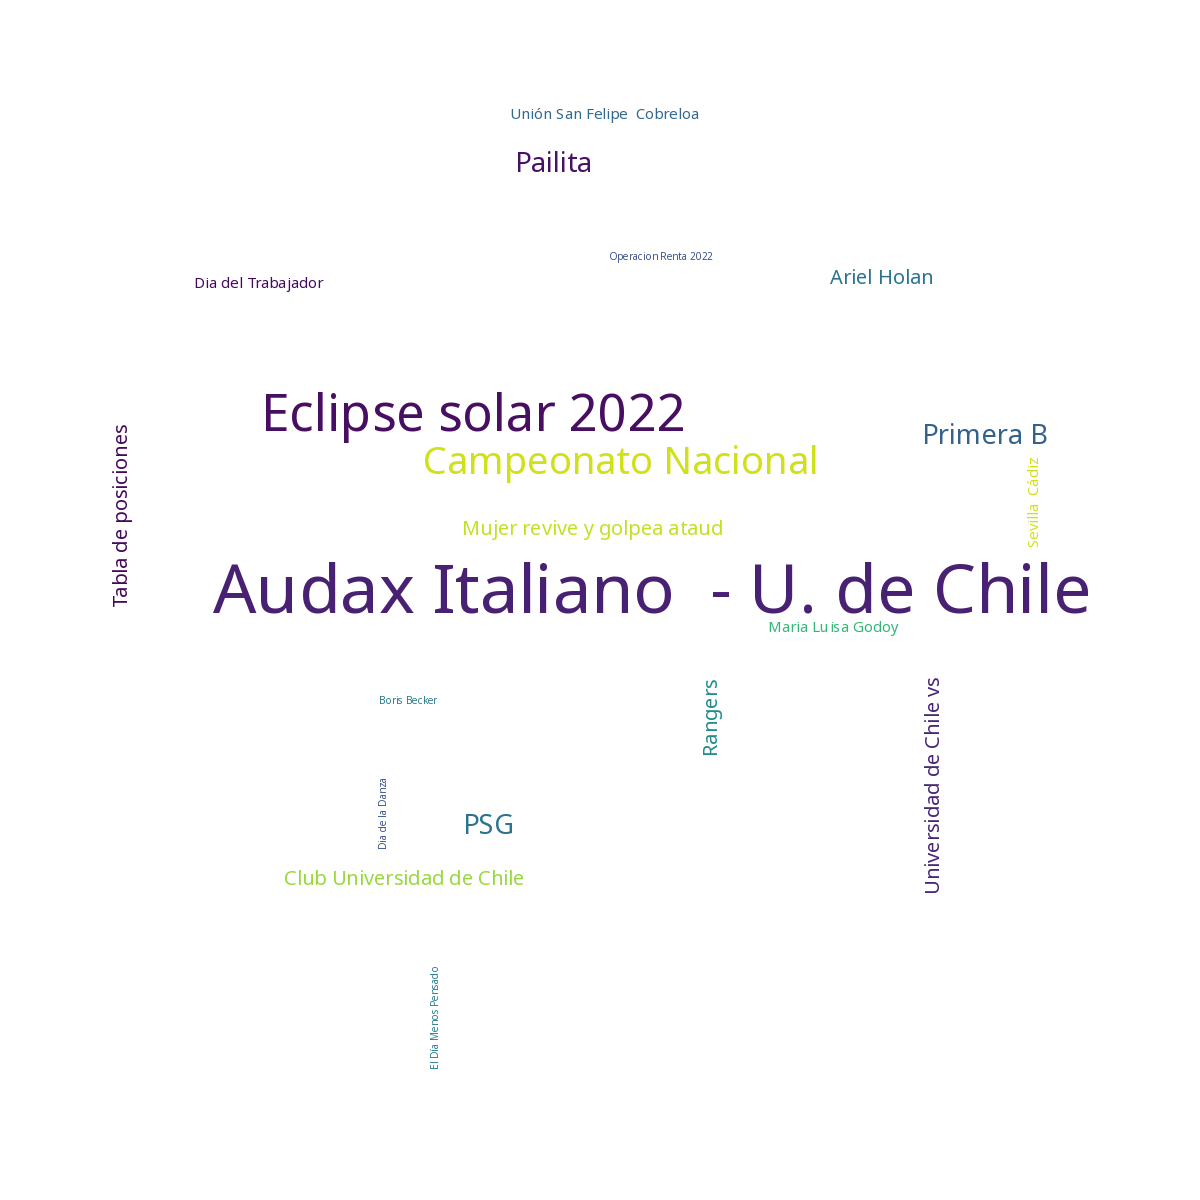 Unión San Felipe  Cobreloa
Pailita
Operacion Renta 2022
Dia del Trabajador
Ariel Holan
Eclipse solar 2022
Primera B
Campeonato Nacional
Tabla de posiciones
Sevilla  Cádiz
Mujer revive y golpea ataud
Audax Italiano  - U. de Chile
Maria Luisa Godoy
Boris Becker
Rangers
Universidad de Chile vs
Dia de la Danza
PSG
Club Universidad de Chile
El Día Menos Pensado